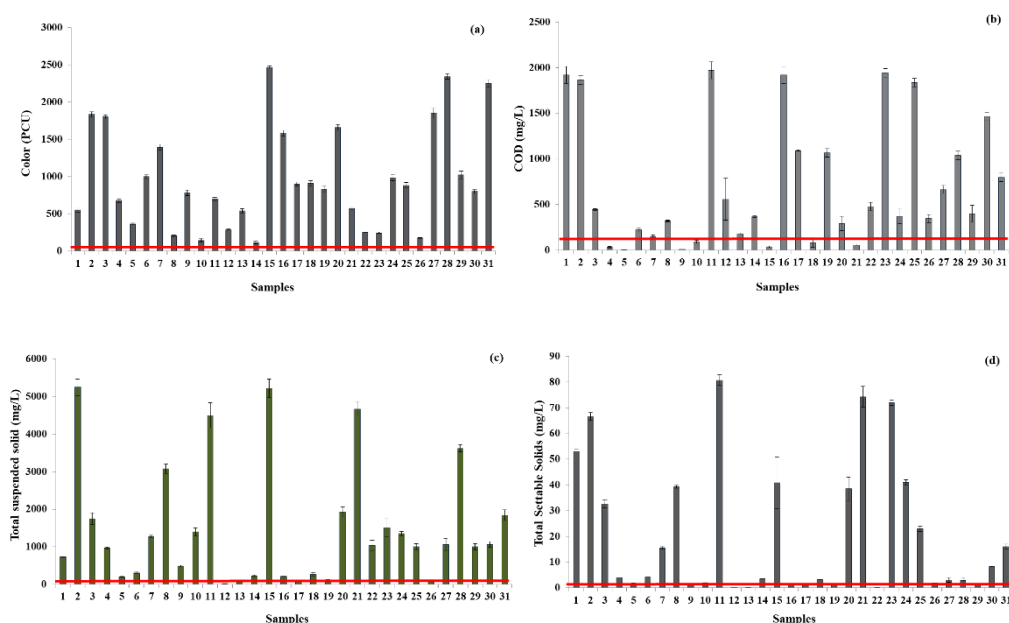 (a)
Color (PCU)
3000
2500
2000
1500
1000
500
0
1 2 3 4 5 6 7 8 9 10 11 12 13 14 15 16 17 18 19 20 21 22 23 24 25 26 27 28 29 30 31
Samples
(b)
COD (mg/L)
2500
2000
1500
1000
500
0
1 2 3 4 5 6 7 8 9 10 11 12 13 14 15 16 17 18 19 20 21 22 23 24 25 26 27 28 29 30 31
Samples
(c)
Total suspended solid (mg/L)
6000
5000
4000
3000
2000
1000
0
1 2 3 4 5 6 7 8 9 10 11 12 13 14 15 16 17 18 19 20 21 22 23 24 25 26 27 28 29 30 31
Samples
(d)
Total Settable Solids (mg/L)
90
80
70
60
50
40
30
20
10
0
1 2 3 4 5 6 7 8 9 10 11 12 13 14 15 16 17 18 19 20 21 22 23 24 25 26 27 28 29 30 31
Samples